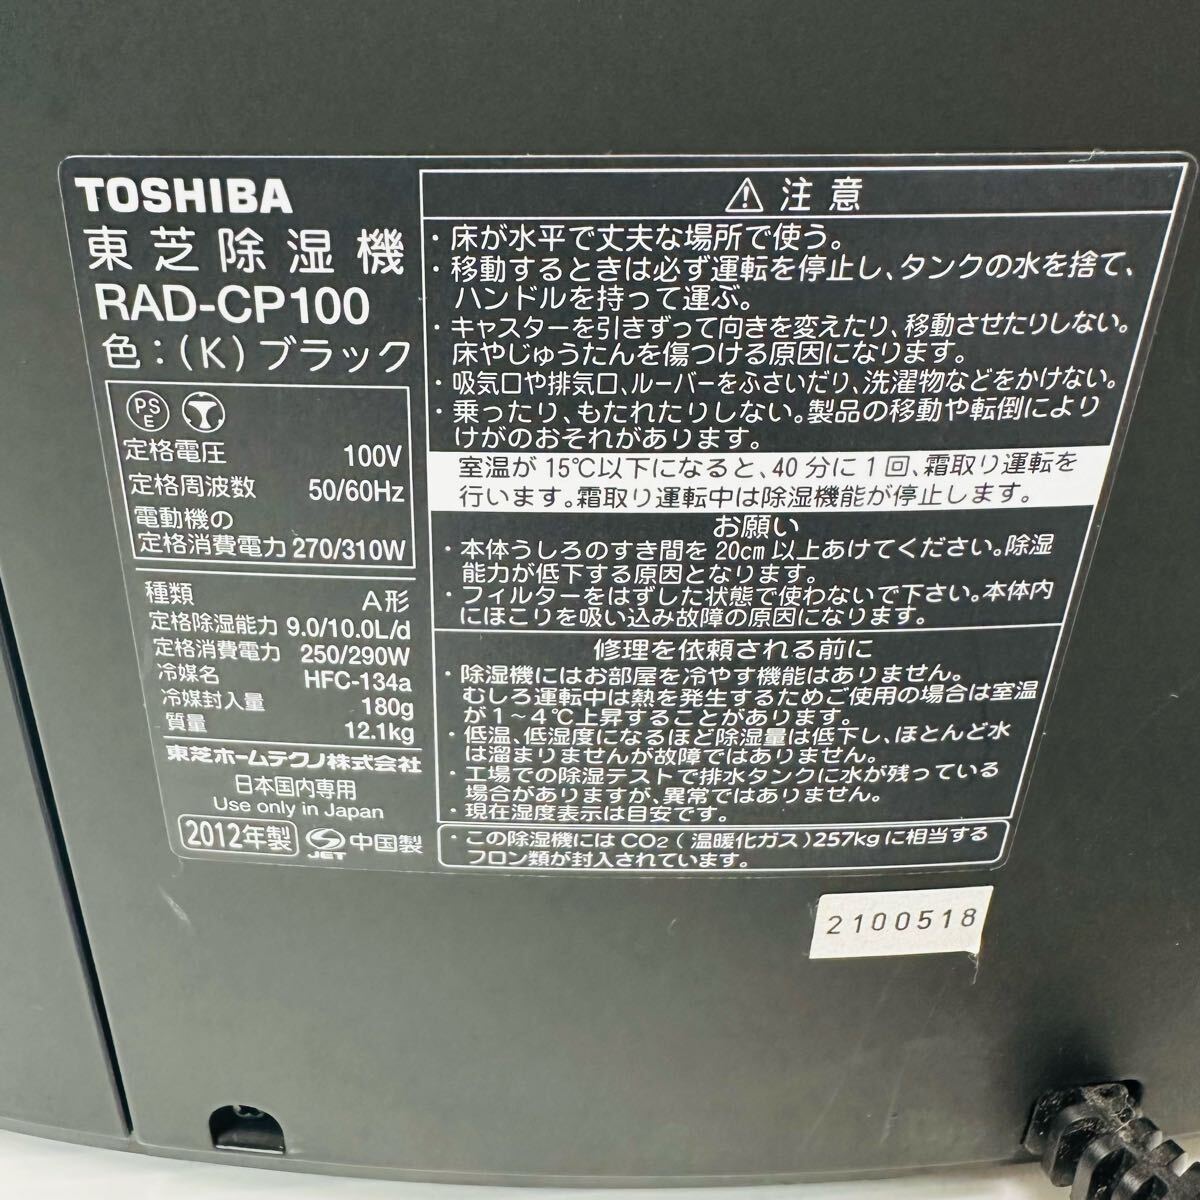 TOSHIBA
東芝除湿機
RAD-CP100
色:(K)ブラック
PS
E
定格電圧 100V
定格周波数 50/60Hz
電動機の
定格消費電力 270/310W
種類 A形
定格除湿能力 9.0/10.0L/d
定格消費電力 250/290W
冷媒名 HFC-134a
冷媒封入量 180g
質量 12.1kg
東芝ホームテクノ株式会社
日本国内専用
Use only in Japan
2012年製 JET 中国製
⚠注意
・床が水平で丈夫な場所で使う。
・移動するときは必ず運転を停止し、タンクの水を捨て、
ハンドルを持って運ぶ。
・キャスターを引きずって向きを変えたり、移動させたりしない。
床やじゅうたんを傷つける原因になります。
・吸気口や排気口、ルーバーをふさいだり、洗濯物などをかけない。
・乗ったり、もたれたりしない。製品の移動や転倒により
けがのおそれがあります。
室温が15℃以下になると、40分に1回、霜取り運転を
行います。霜取り運転中は除湿機能が停止します。
お願い
・本体うしろのすき間を20cm以上あけてください。除湿
能力が低下する原因となります。
・フィルターをはずした状態で使わないで下さい。本体内
にほこりを吸い込み故障の原因になります。
修理を依頼される前に
・除湿機にはお部屋を冷やす機能はありません。
むしろ運転中は熱を発生するためご使用の場合は室温
が1～4℃上昇することがあります。
・低温、低湿度になるほど除湿量は低下し、ほとんど水
は溜まりませんが故障ではありません。
・工場での除湿テストで排水タンクに水が残っている
場合がありますが、異常ではありません。
・現在湿度表示は目安です。
・この除湿機にはCO2(温暖化ガス)257kgに相当する
フロン類が封入されています。
2100518